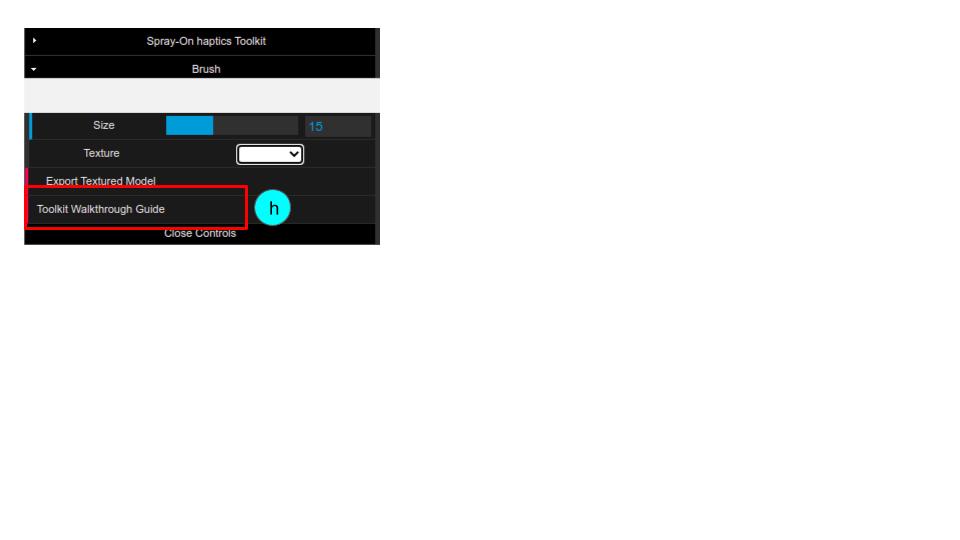 Spray-On haptics Toolkit
Brush
Size 15
Texture
Export Textured Model
Toolkit Walkthrough Guide
h
Close Controls